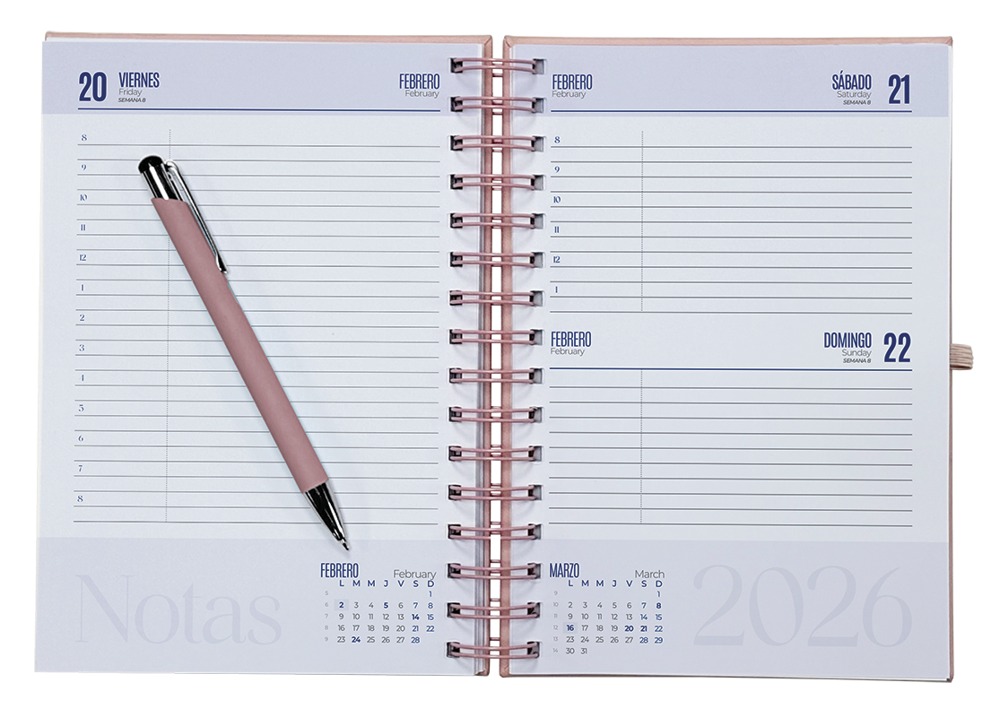 20 VIERNES
Friday
SEMANA 8
FEBRERO
February
8
9
10
11
12
1
2
3
4
5
6
7
8
Notas
FEBRERO February
L M M J V S D
5 1
6 2 3 4 5 6 7 8
7 9 10 11 12 13 14 15
8 16 17 18 19 20 21 22
9 23 24 25 26 27 28
FEBRERO
February
SÁBADO 21
Saturday
SEMANA 8
8
9
10
11
12
1
FEBRERO
February
DOMINGO 22
Sunday
SEMANA 8
MARZO March
L M M J V S D
9 1
10 2 3 4 5 6 7 8
11 9 10 11 12 13 14 15
12 16 17 18 19 20 21 22
13 23 24 25 26 27 28 29
14 30 31
2026